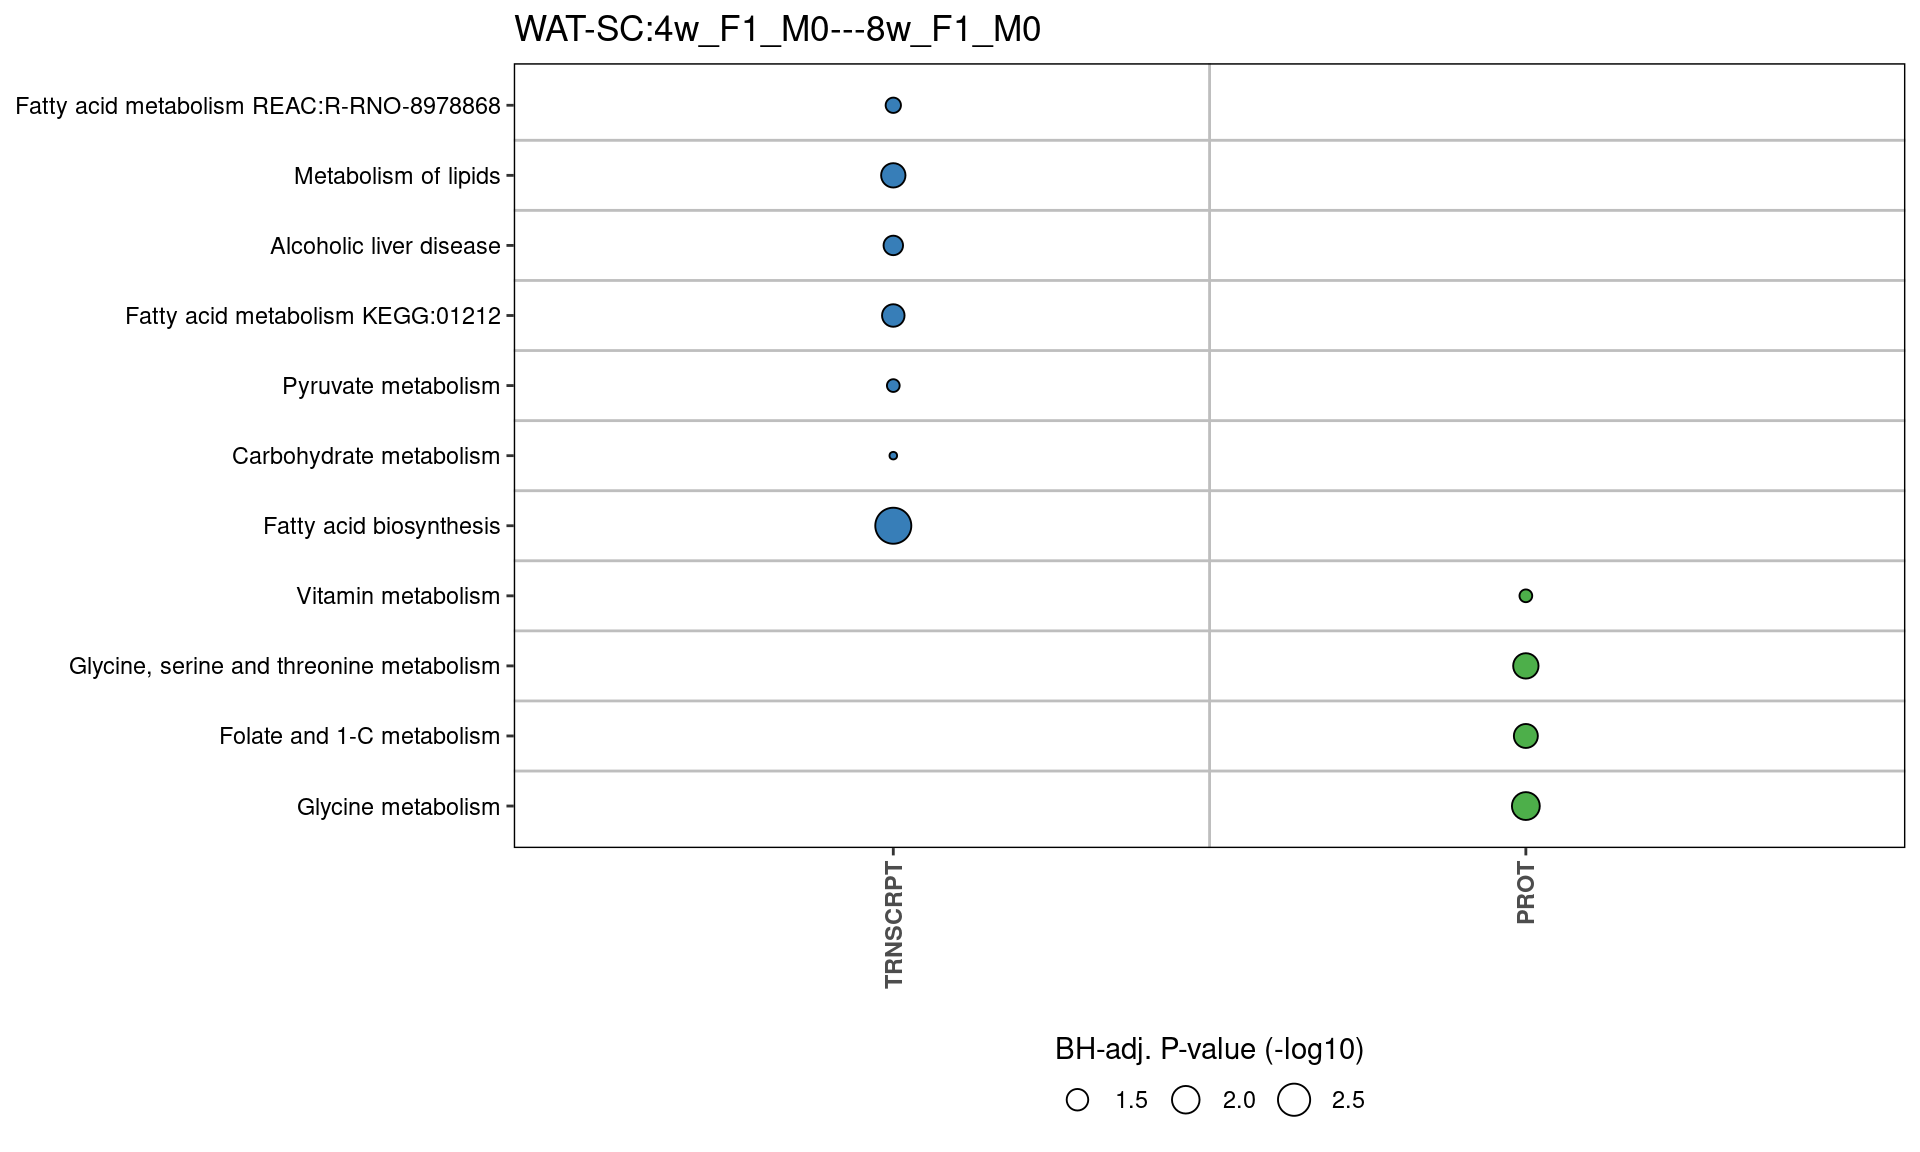 WAT-SC:4w_F1_M0---8w_F1_M0
Fatty acid metabolism REAC:R-RNO-8978868
Metabolism of lipids
Alcoholic liver disease
Fatty acid metabolism KEGG:01212
Pyruvate metabolism
Carbohydrate metabolism
Fatty acid biosynthesis
Vitamin metabolism
Glycine, serine and threonine metabolism
Folate and 1-C metabolism
Glycine metabolism
TRNSCRPT
PROT
BH-adj. P-value (-log10)
1.5 2.0 2.5